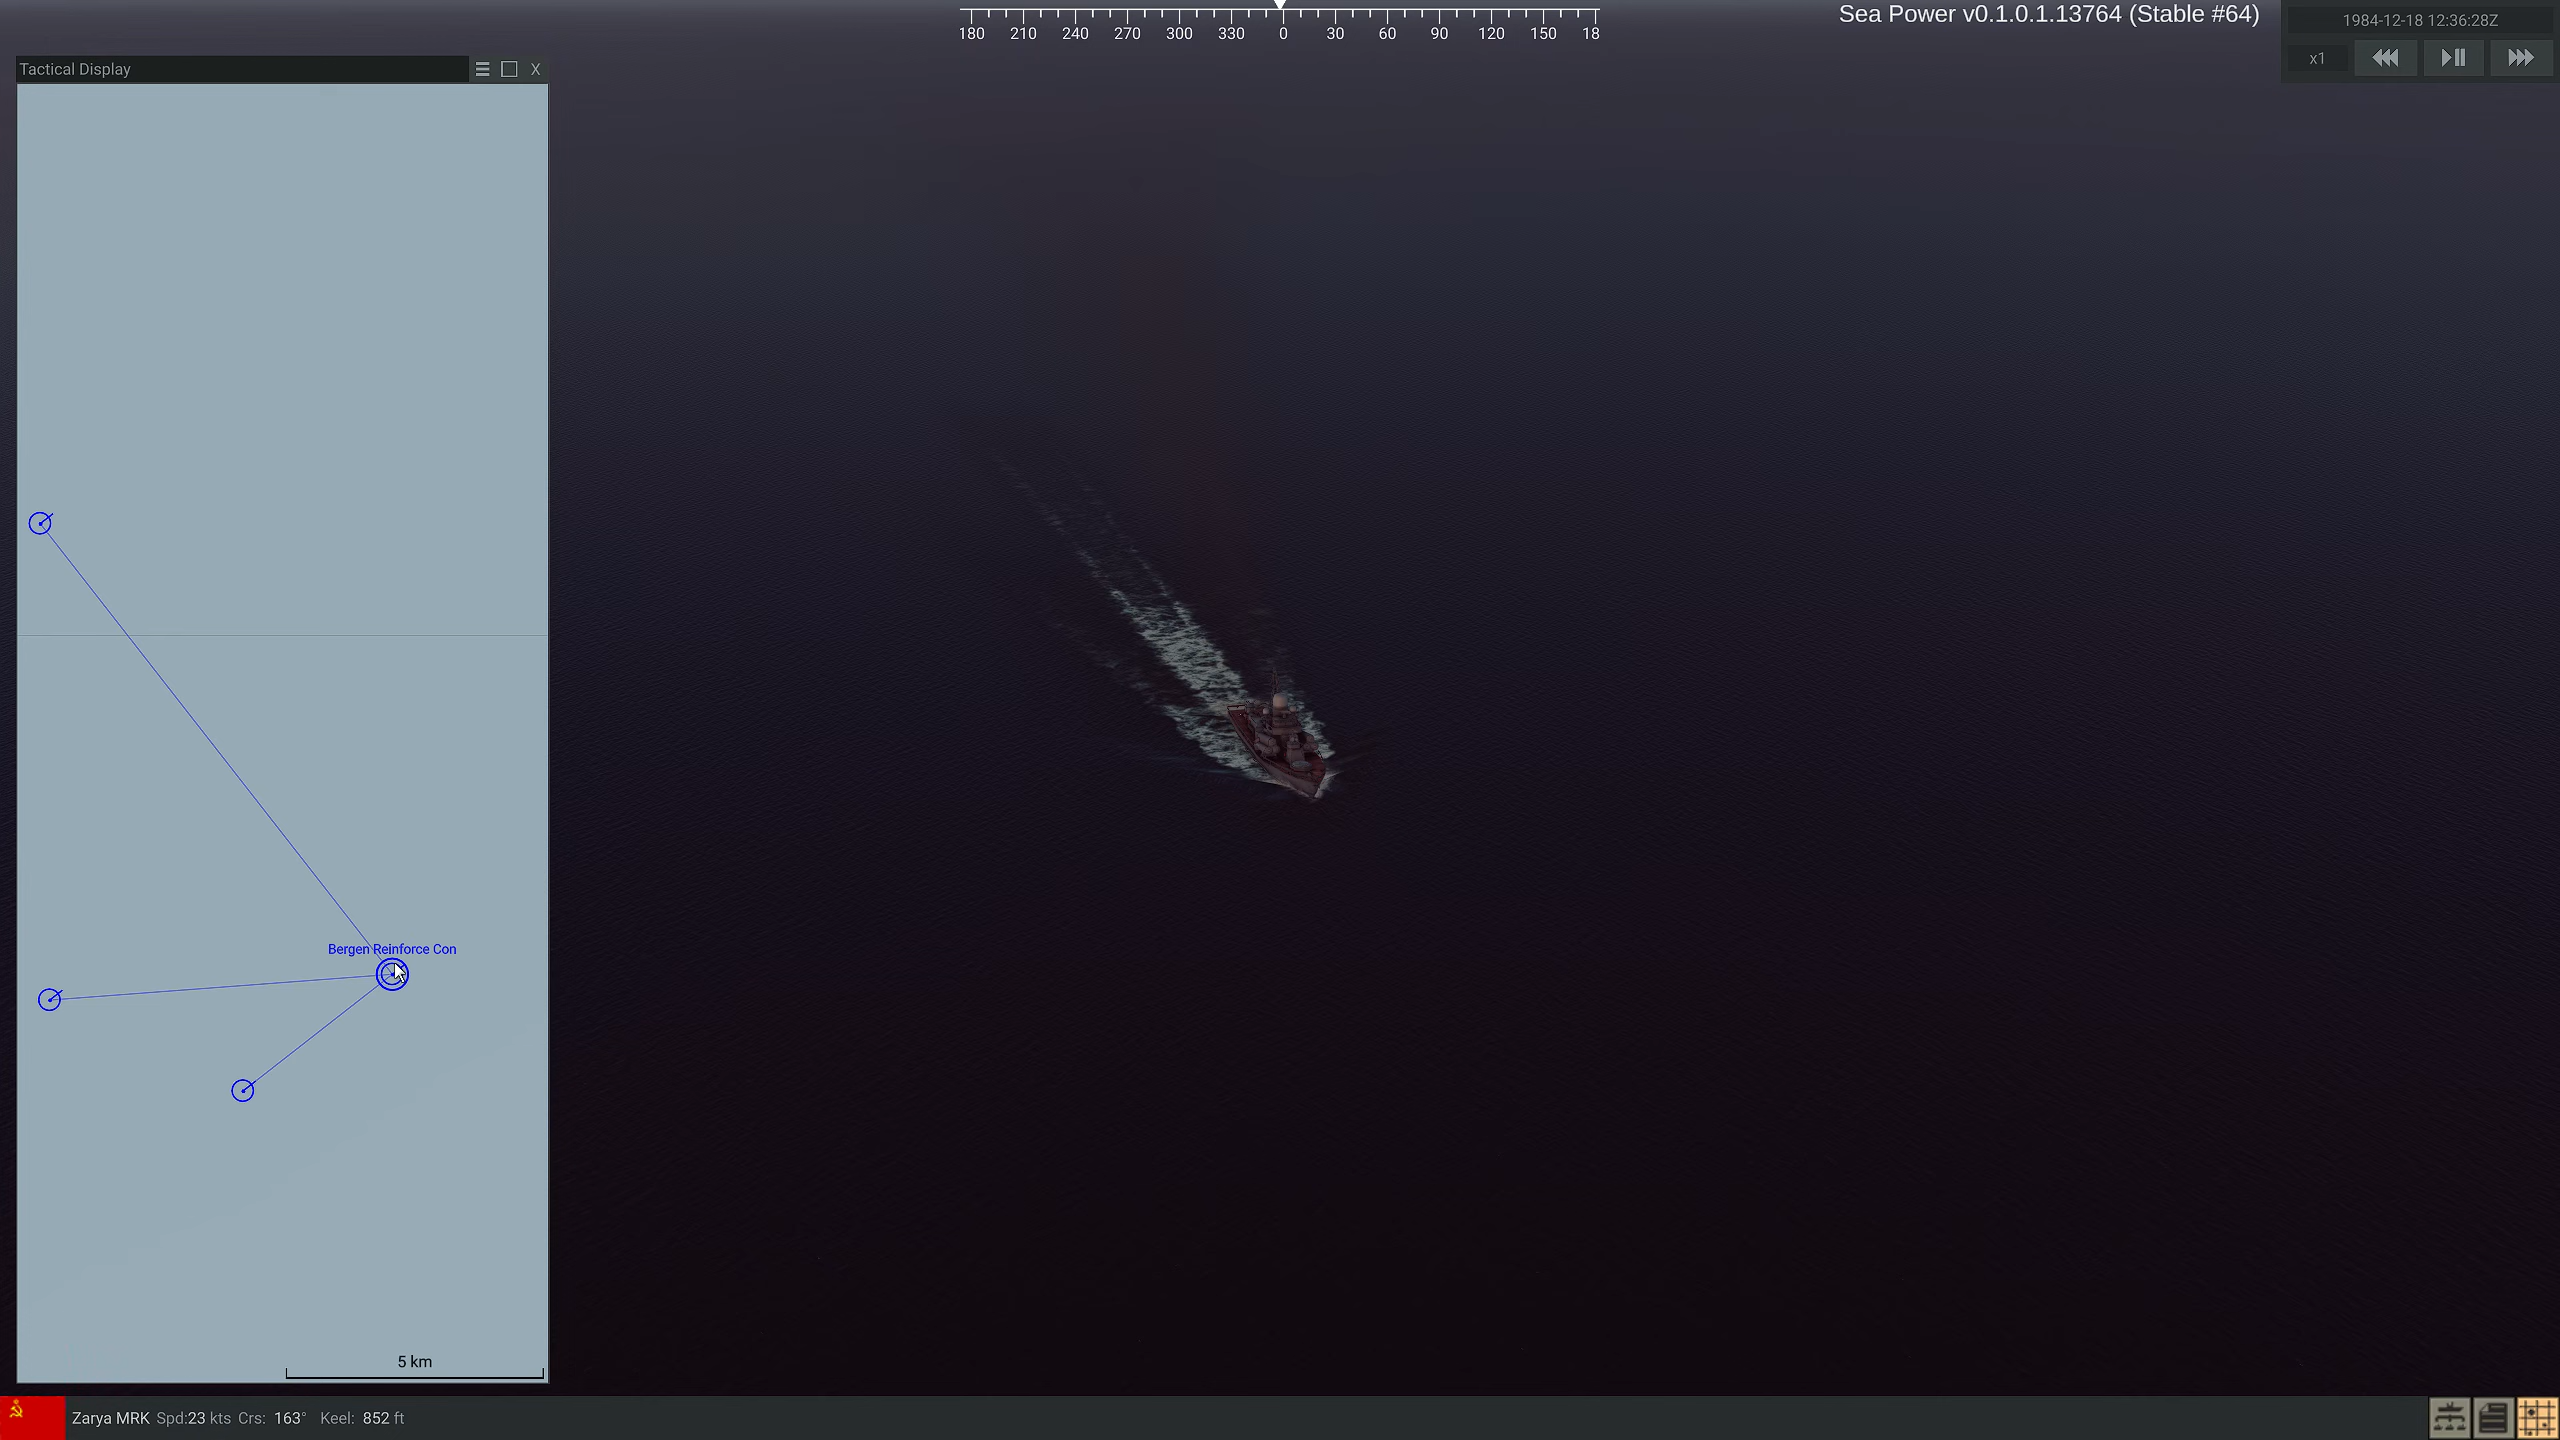 180 210 240 270 300 330 0 30 60 90 120 150 18
Sea Power v0.1.0.1.13764 (Stable #64)
1984-12-18 12:36:28Z
x1
Tactical Display
X
Bergen Reinforce Con
5 km
Zarya MRK Spd:23 kts Crs: 163° Keel: 852 ft